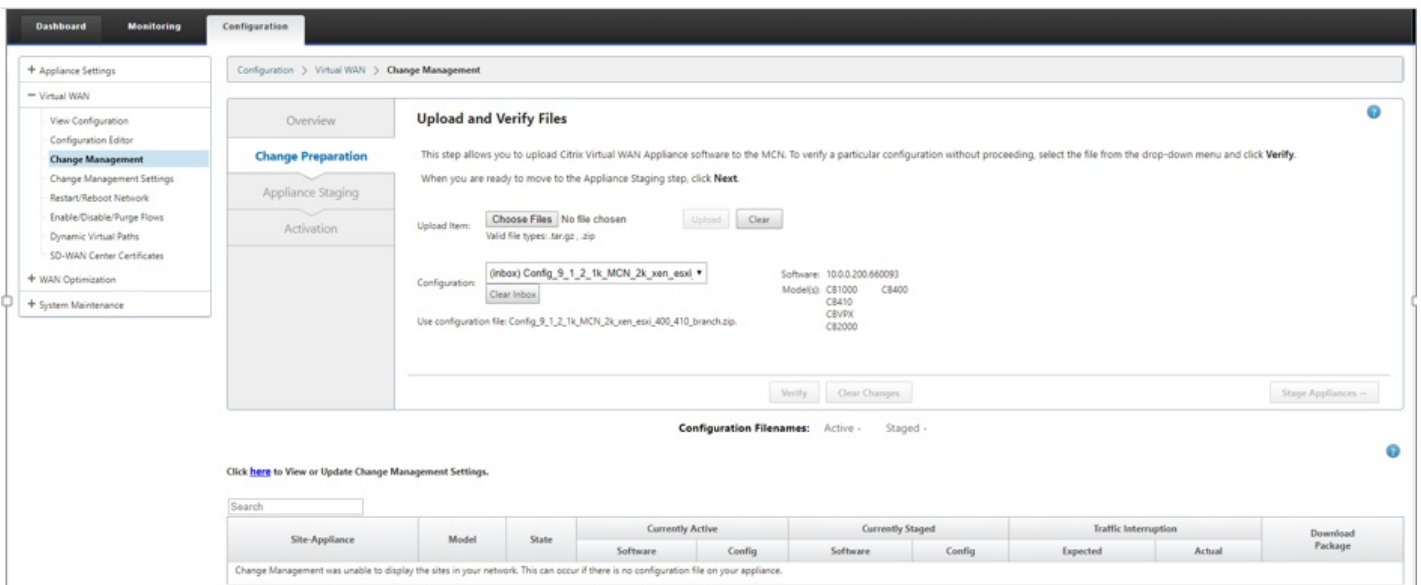 Dashboard Monitoring Configuration
+ Appliance Settings
− Virtual WAN
View Configuration
Configuration Editor
Change Management
Change Management Settings
Restart/Reboot Network
Enable/Disable/Purge Flows
Dynamic Virtual Paths
SD-WAN Center Certificates
+ WAN Optimization
+ System Maintenance
Configuration > Virtual WAN > Change Management
Overview
Change Preparation
Appliance Staging
Activation
Upload and Verify Files
?
This step allows you to upload Citrix Virtual WAN Appliance software to the MCN. To verify a particular configuration without proceeding, select the file from the drop-down menu and click Verify.
When you are ready to move to the Appliance Staging step, click Next.
Upload Item: Choose Files No file chosen Upload Clear
Valid file types: .tar.gz , .zip
Configuration: (inbox) Config_9_1_2_1k_MCN_2k_xen_esxi_
Clear Inbox
Software: 10.0.0.200.660093
Model(s): CB1000 CB400
CB410
CBVPX
CB2000
Use configuration file: Config_9_1_2_1k_MCN_2k_xen_esxi_400_410_branch.zip.
Verify Clear Changes Stage Appliances →
Configuration Filenames: Active - Staged -
?
Click here to View or Update Change Management Settings.
Search
Site-Appliance Model State Currently Active Currently Staged Traffic Interruption Download Package
Software Config Software Config Expected Actual
Change Management was unable to display the sites in your network. This can occur if there is no configuration file on your appliance.